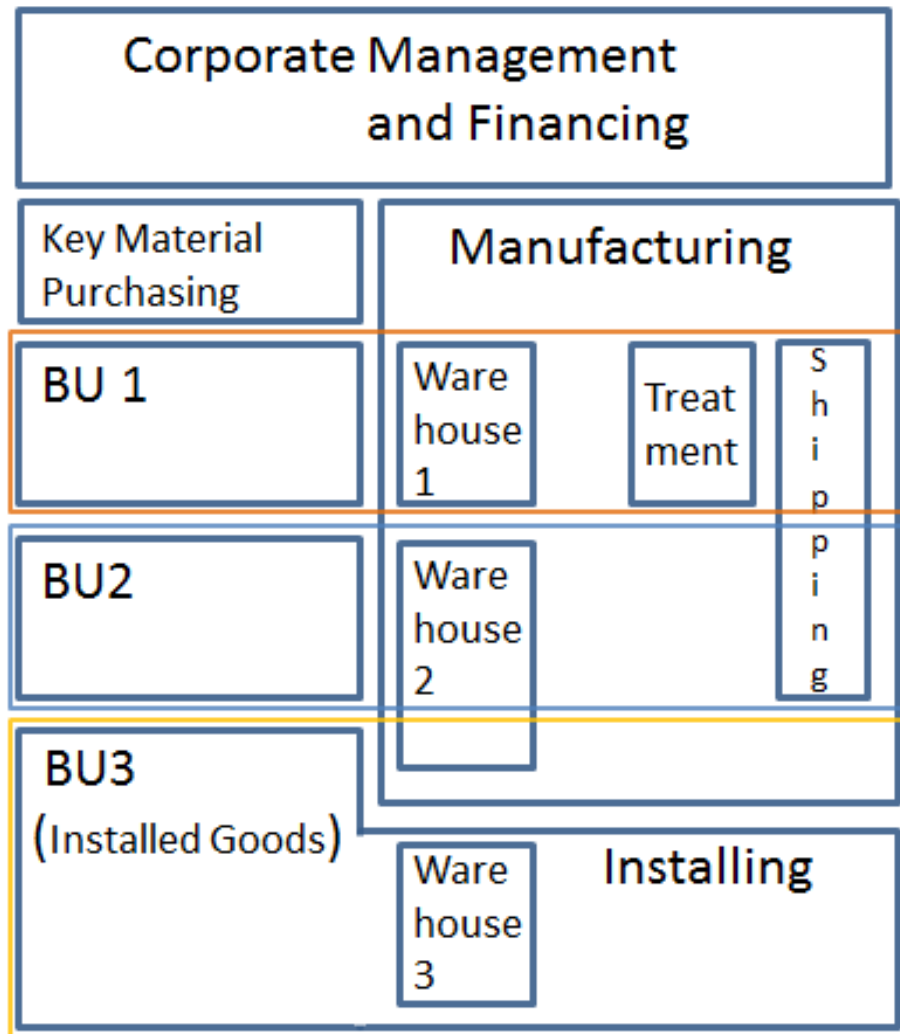 Corporate Management
and Financing
Key Material
Purchasing
Manufacturing
BU 1
Ware
house
1
Treat
ment
S
h
i
p
p
i
n
g
BU2
Ware
house
2
BU3
(Installed Goods)
Ware
house
3
Installing